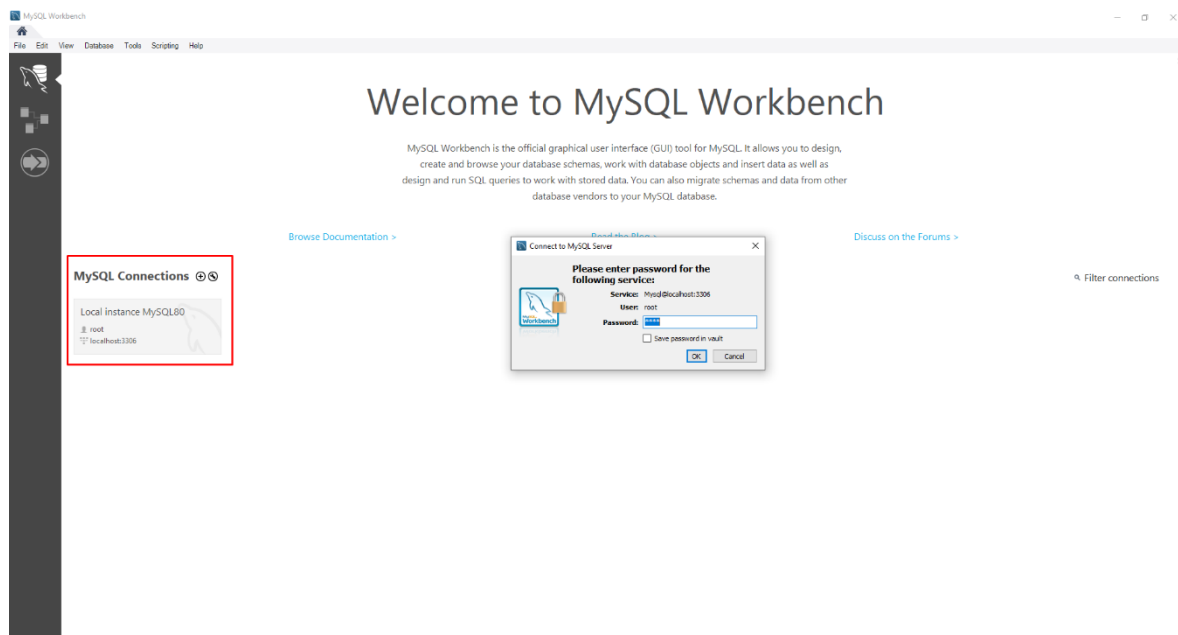 MySQL Workbench
File Edit View Database Tools Scripting Help
Welcome to MySQL Workbench
MySQL Workbench is the official graphical user interface (GUI) tool for MySQL. It allows you to design,
create and browse your database schemas, work with database objects and insert data as well as
design and run SQL queries to work with stored data. You can also migrate schemas and data from other
database vendors to your MySQL database.
Browse Documentation >
Read the Blog >
Discuss on the Forums >
MySQL Connections
Filter connections
Local instance MySQL80
root
localhost:3306
Connect to MySQL Server
Please enter password for the
following service:
Service: Mysql@localhost:3306
User: root
Password: ****
Save password in vault
OK Cancel
MySQL
Workbench